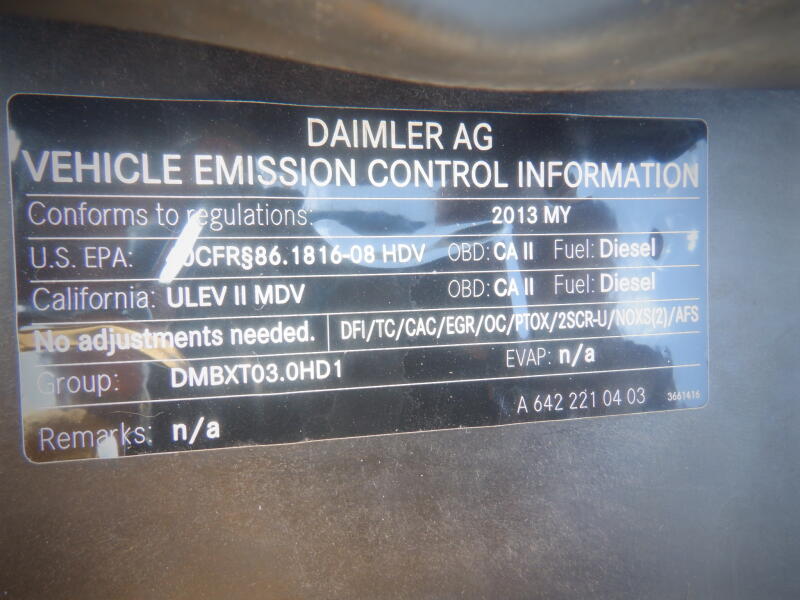 DAIMLER AG
VEHICLE EMISSION CONTROL INFORMATION
Conforms to regulations: 2013 MY
U.S. EPA: 0CFR§86.1816-08 HDV OBD: CA II Fuel: Diesel
California: ULEV II MDV OBD: CA II Fuel: Diesel
No adjustments needed. DFI/TC/CAC/EGR/OC/PTOX/2SCR-U/NOXS(2)/AFS
Group: DMBXT03.0HD1 EVAP: n/a
Remarks: n/a A 642 221 04 03 3661416